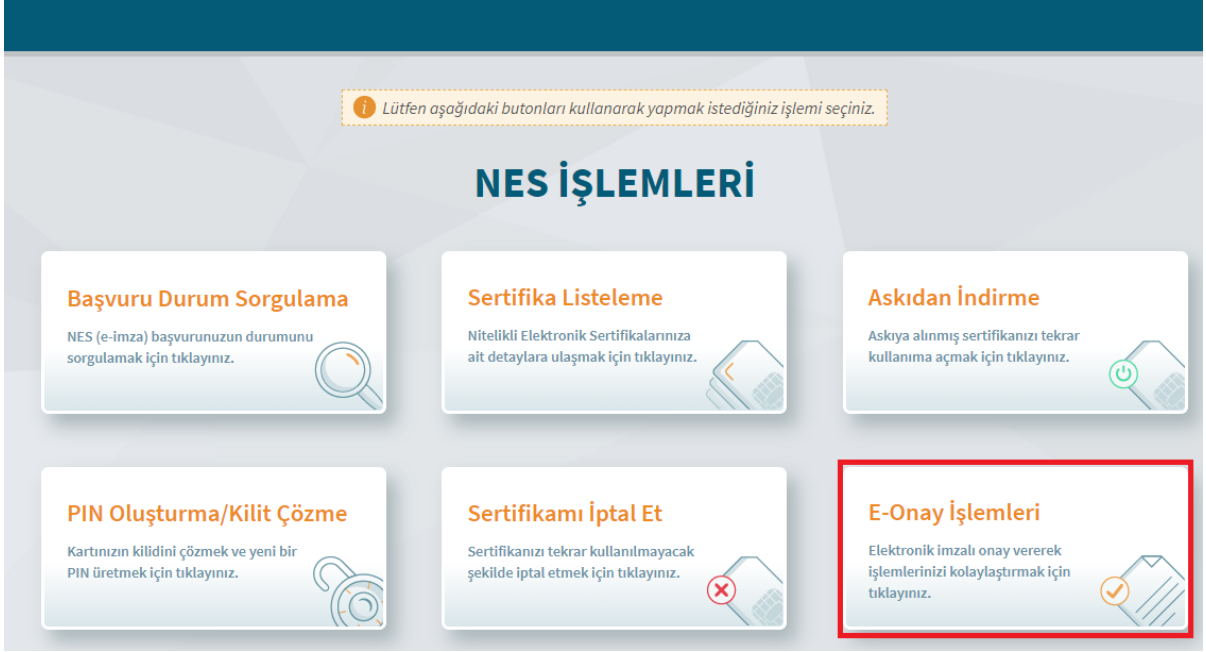 Lütfen aşağıdaki butonları kullanarak yapmak istediğiniz işlemi seçiniz.
NES İŞLEMLERİ
Başvuru Durum Sorgulama
NES (e-imza) başvurunuzun durumunu
sorgulamak için tıklayınız.
Sertifika Listeleme
Nitelikli Elektronik Sertifikalarınıza
ait detaylara ulaşmak için tıklayınız.
Askıdan İndirme
Askıya alınmış sertifikanızı tekrar
kullanıma açmak için tıklayınız.
PIN Oluşturma/Kilit Çözme
Kartınızın kilidini çözmek ve yeni bir
PIN üretmek için tıklayınız.
Sertifikamı İptal Et
Sertifikanızı tekrar kullanılmayacak
şekilde iptal etmek için tıklayınız.
E-Onay İşlemleri
Elektronik imzalı onay vererek
işlemlerinizi kolaylaştırmak için
tıklayınız.